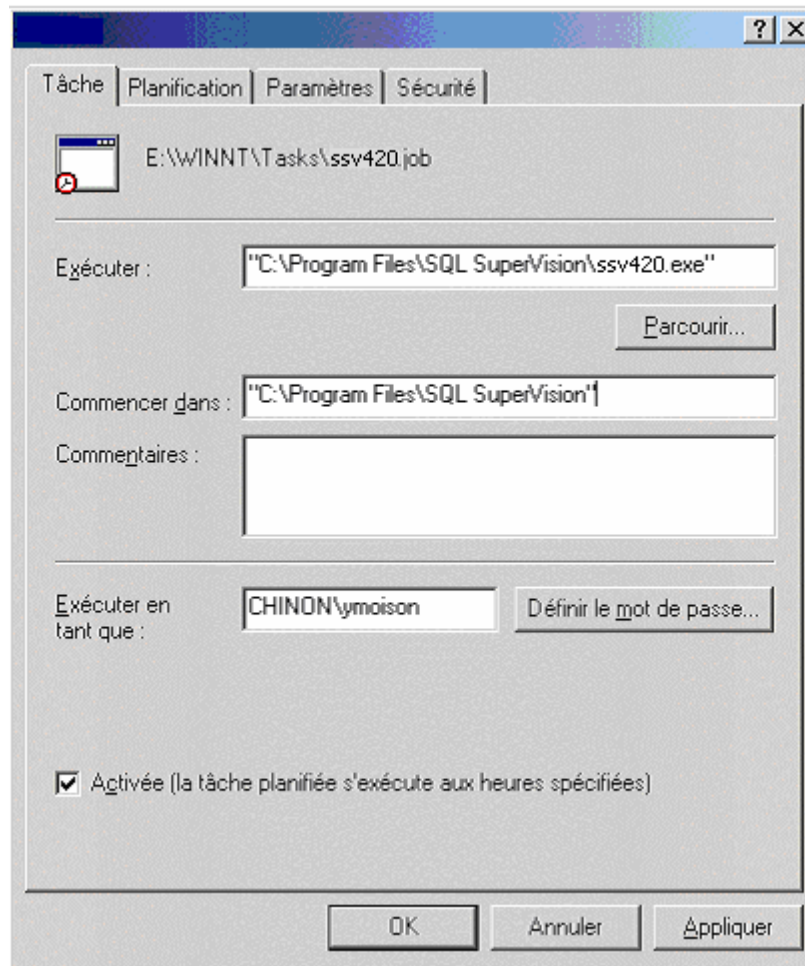 Tâche Planification Paramètres Sécurité
E:\WINNT\Tasks\ssv420.job
Exécuter : "C:\Program Files\SQL SuperVision\ssv420.exe"
Parcourir...
Commencer dans : "C:\Program Files\SQL SuperVision"
Commentaires :
Exécuter en
tant que :
CHINON\ymoison
Définir le mot de passe...
Activée (la tâche planifiée s'exécute aux heures spécifiées)
OK Annuler Appliquer